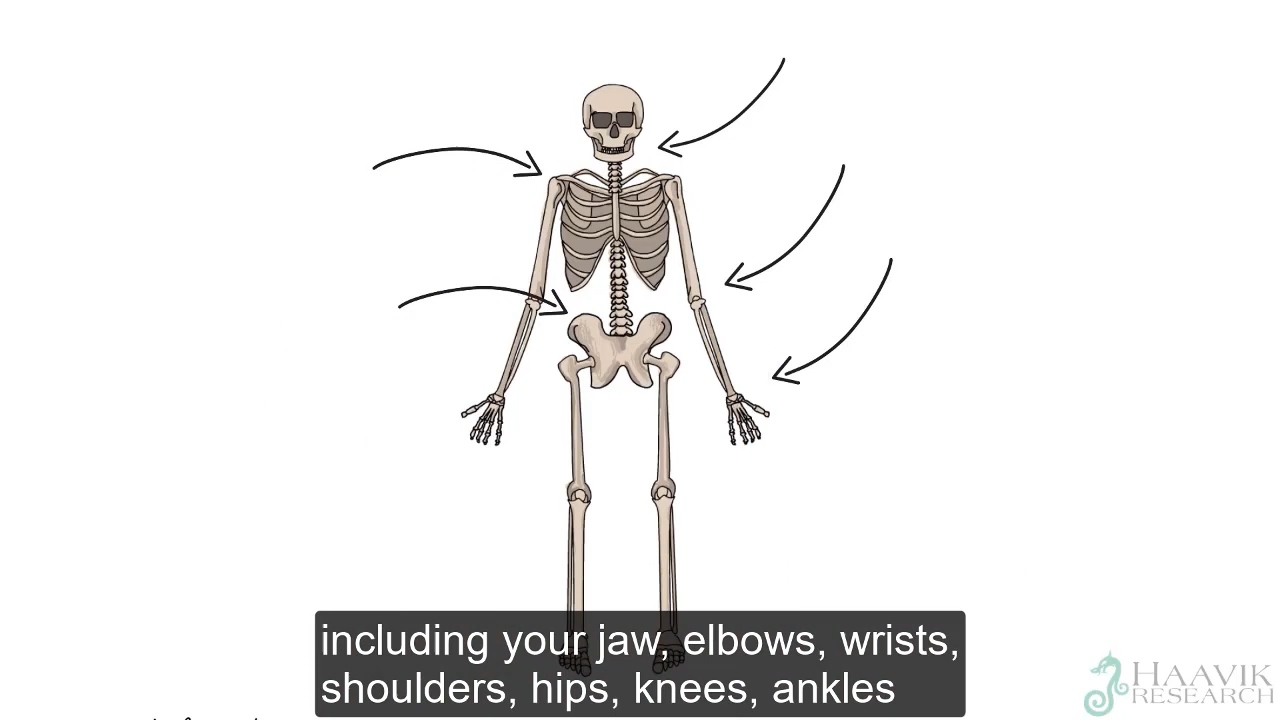 including your jaw, elbows, wrists,
shoulders, hips, knees, ankles
HAAVIK
RESEARCH